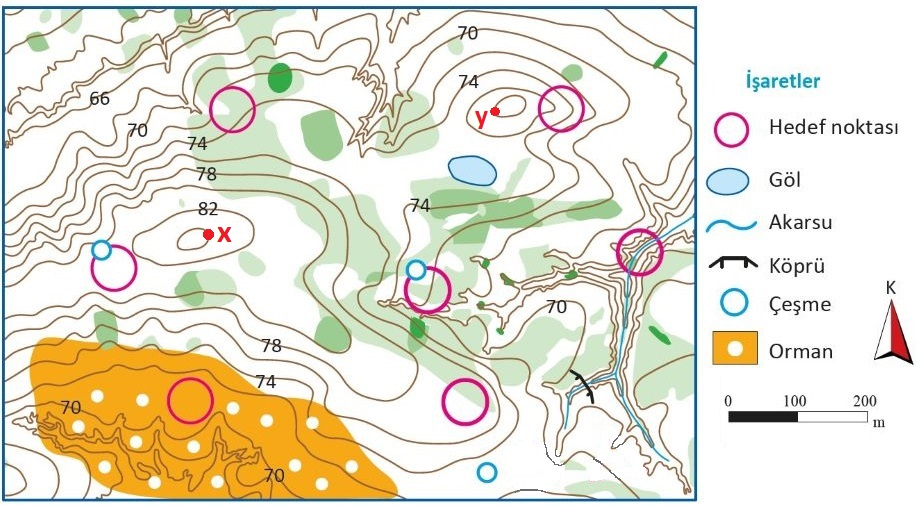 70
74
66
70
74
78
82
74
70
78
74
70
70
y
x
İşaretler
Hedef noktası
Göl
Akarsu
Köprü
Çeşme
Orman
K
0 100 200
m